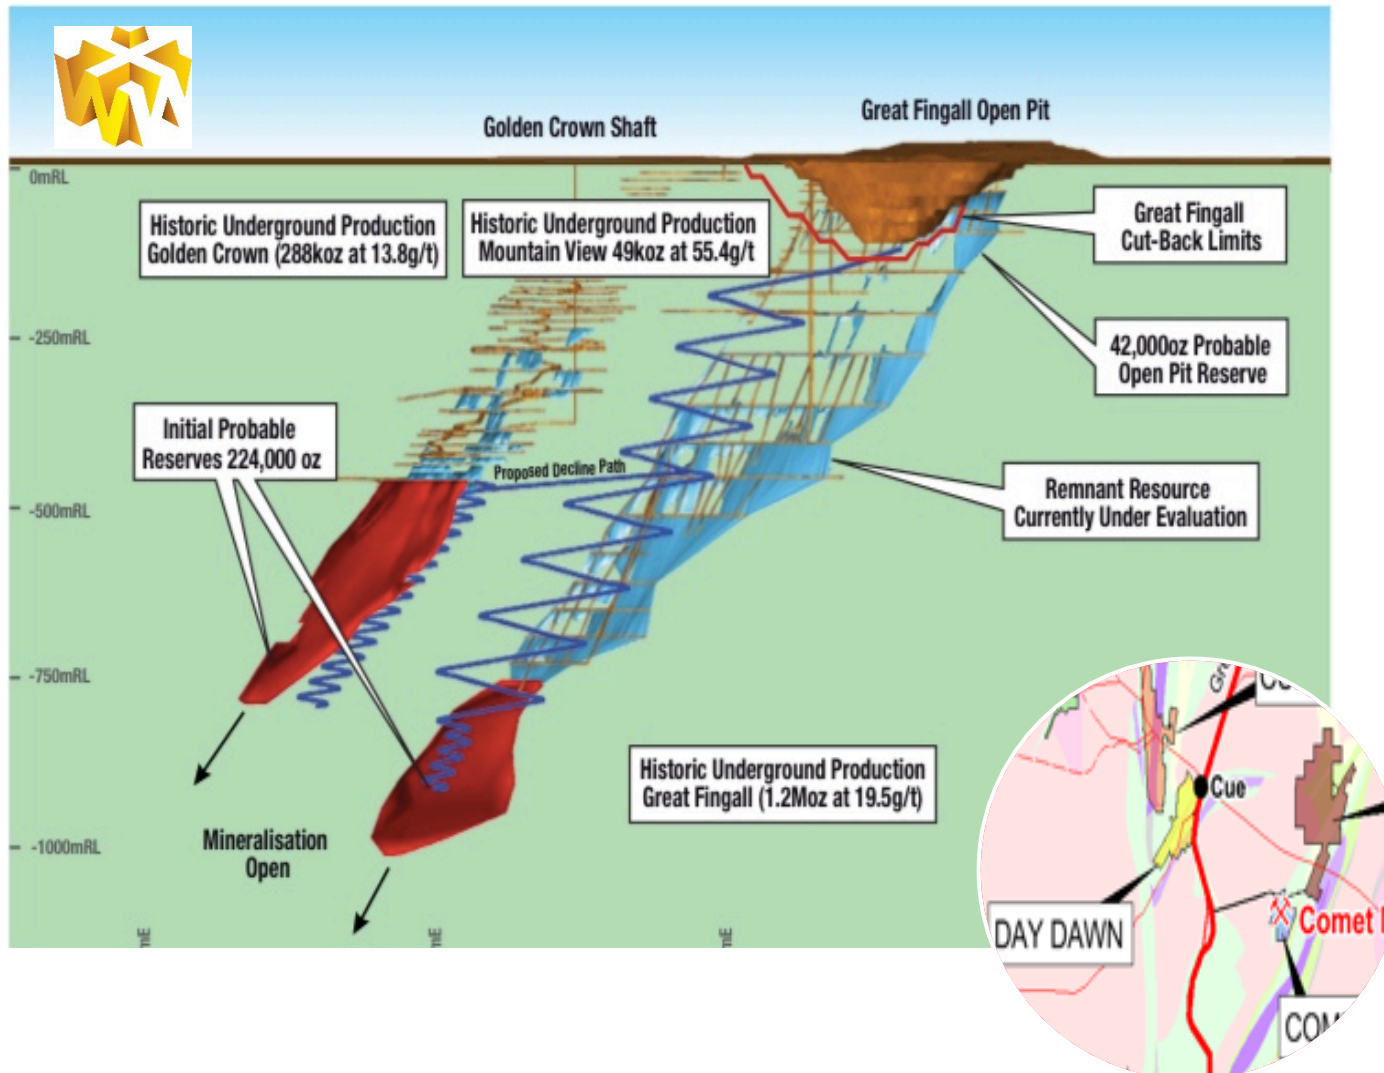 Golden Crown Shaft
Great Fingall Open Pit
0mRL
Historic Underground Production
Golden Crown (288koz at 13.8g/t)
Historic Underground Production
Mountain View 49koz at 55.4g/t
Great Fingall
Cut-Back Limits
-250mRL
42,000oz Probable
Open Pit Reserve
Initial Probable
Reserves 224,000 oz
Proposed Decline Path
Remnant Resource
Currently Under Evaluation
-500mRL
-750mRL
Historic Underground Production
Great Fingall (1.2Moz at 19.5g/t)
Mineralisation
Open
-1000mRL
mE
mE
mE
Cue
DAY DAWN
Comet